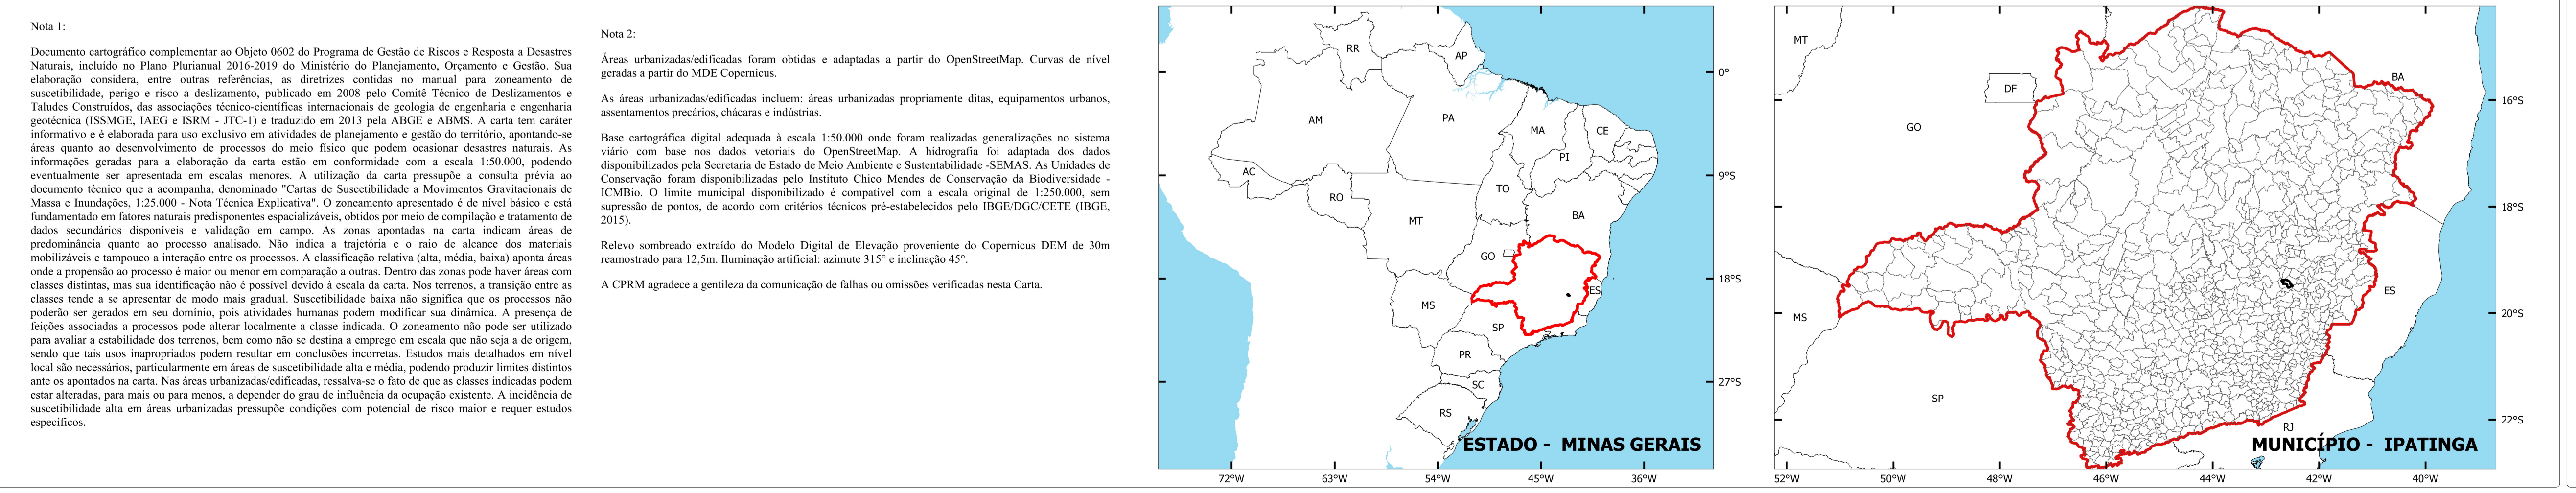 Nota 1:
Documento cartográfico complementar ao Objeto 0602 do Programa de Gestão de Riscos e Resposta a Desastres
Naturais, incluído no Plano Plurianual 2016-2019 do Ministério do Planejamento, Orçamento e Gestão. Sua
elaboração considera, entre outras referências, as diretrizes contidas no manual para zoneamento de
suscetibilidade, perigo e risco a deslizamento, publicado em 2008 pelo Comitê Técnico de Deslizamentos e
Taludes Construídos, das associações técnico-científicas internacionais de geologia de engenharia e engenharia
geotécnica (ISSMGE, IAEG e ISRM - JTC-1) e traduzido em 2013 pela ABGE e ABMS. A carta tem caráter
informativo e é elaborada para uso exclusivo em atividades de planejamento e gestão do território, apontando-se
áreas quanto ao desenvolvimento de processos do meio físico que podem ocasionar desastres naturais. As
informações geradas para a elaboração da carta estão em conformidade com a escala 1:50.000, podendo
eventualmente ser apresentada em escalas menores. A utilização da carta pressupõe a consulta prévia ao
documento técnico que a acompanha, denominado "Cartas de Suscetibilidade a Movimentos Gravitacionais de
Massa e Inundações, 1:25.000 - Nota Técnica Explicativa". O zoneamento apresentado é de nível básico e está
fundamentado em fatores naturais predisponentes espacializáveis, obtidos por meio de compilação e tratamento de
dados secundários disponíveis e validação em campo. As zonas apontadas na carta indicam áreas de
predominância quanto ao processo analisado. Não indica a trajetória e o raio de alcance dos materiais
mobilizáveis e tampouco a interação entre os processos. A classificação relativa (alta, média, baixa) aponta áreas
onde a propensão ao processo é maior ou menor em comparação a outras. Dentro das zonas pode haver áreas com
classes distintas, mas sua identificação não é possível devido à escala da carta. Nos terrenos, a transição entre as
classes tende a se apresentar de modo mais gradual. Suscetibilidade baixa não significa que os processos não
poderão ser gerados em seu domínio, pois atividades humanas podem modificar sua dinâmica. A presença de
feições associadas a processos pode alterar localmente a classe indicada. O zoneamento não pode ser utilizado
para avaliar a estabilidade dos terrenos, bem como não se destina a emprego em escala que não seja a de origem,
sendo que tais usos inapropriados podem resultar em conclusões incorretas. Estudos mais detalhados em nível
local são necessários, particularmente em áreas de suscetibilidade alta e média, podendo produzir limites distintos
ante os apontados na carta. Nas áreas urbanizadas/edificadas, ressalva-se o fato de que as classes indicadas podem
estar alteradas, para mais ou para menos, a depender do grau de influência da ocupação existente. A incidência de
suscetibilidade alta em áreas urbanizadas pressupõe condições com potencial de risco maior e requer estudos
específicos.
Nota 2:
Áreas urbanizadas/edificadas foram obtidas e adaptadas a partir do OpenStreetMap. Curvas de nível
geradas a partir do MDE Copernicus.
As áreas urbanizadas/edificadas incluem: áreas urbanizadas propriamente ditas, equipamentos urbanos,
assentamentos precários, chácaras e indústrias.
Base cartográfica digital adequada à escala 1:50.000 onde foram realizadas generalizações no sistema
viário com base nos dados vetoriais do OpenStreetMap. A hidrografia foi adaptada dos dados
disponibilizados pela Secretaria de Estado de Meio Ambiente e Sustentabilidade -SEMAS. As Unidades de
Conservação foram disponibilizadas pelo Instituto Chico Mendes de Conservação da Biodiversidade -
ICMBio. O limite municipal disponibilizado é compatível com a escala original de 1:250.000, sem
supressão de pontos, de acordo com critérios técnicos pré-estabelecidos pelo IBGE/DGC/CETE (IBGE,
2015).
Relevo sombreado extraído do Modelo Digital de Elevação proveniente do Copernicus DEM de 30m
reamostrado para 12,5m. Iluminação artificial: azimute 315° e inclinação 45°.
A CPRM agradece a gentileza da comunicação de falhas ou omissões verificadas nesta Carta.
RR
AP
0°
AM
PA
MA
CE
PI
AC
9°S
RO
TO
MT
BA
GO
18°S
ES
MS
SP
PR
27°S
SC
RS
ESTADO - MINAS GERAIS
72°W
63°W
54°W
45°W
36°W
MT
BA
DF
16°S
GO
18°S
ES
MS
20°S
SP
22°S
RJ
MUNICÍPIO - IPATINGA
52°W
50°W
48°W
46°W
44°W
42°W
40°W